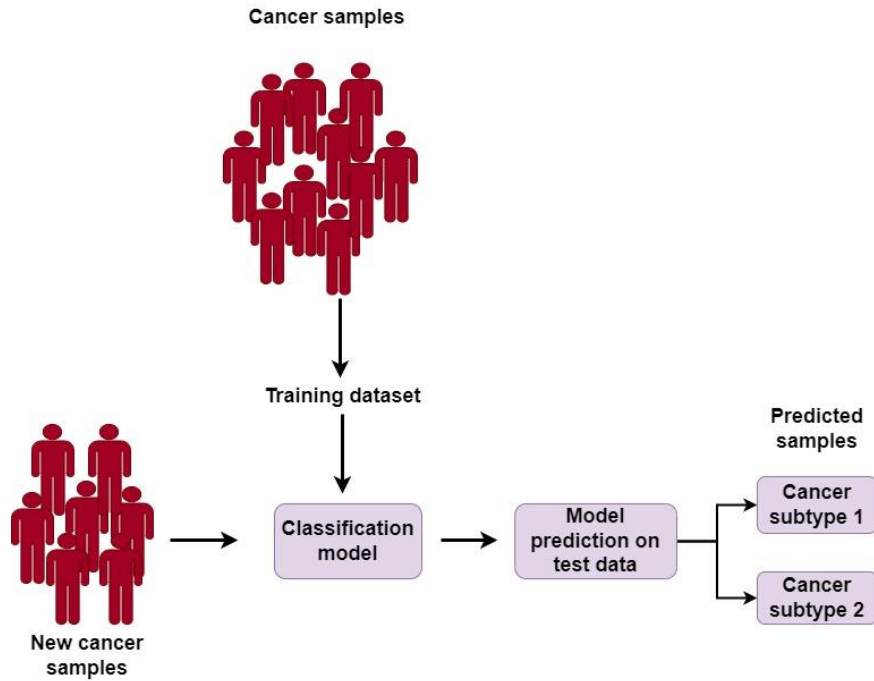 Cancer samples
Training dataset
New cancer
samples
Classification
model
Model
prediction on
test data
Predicted
samples
Cancer
subtype 1
Cancer
subtype 2